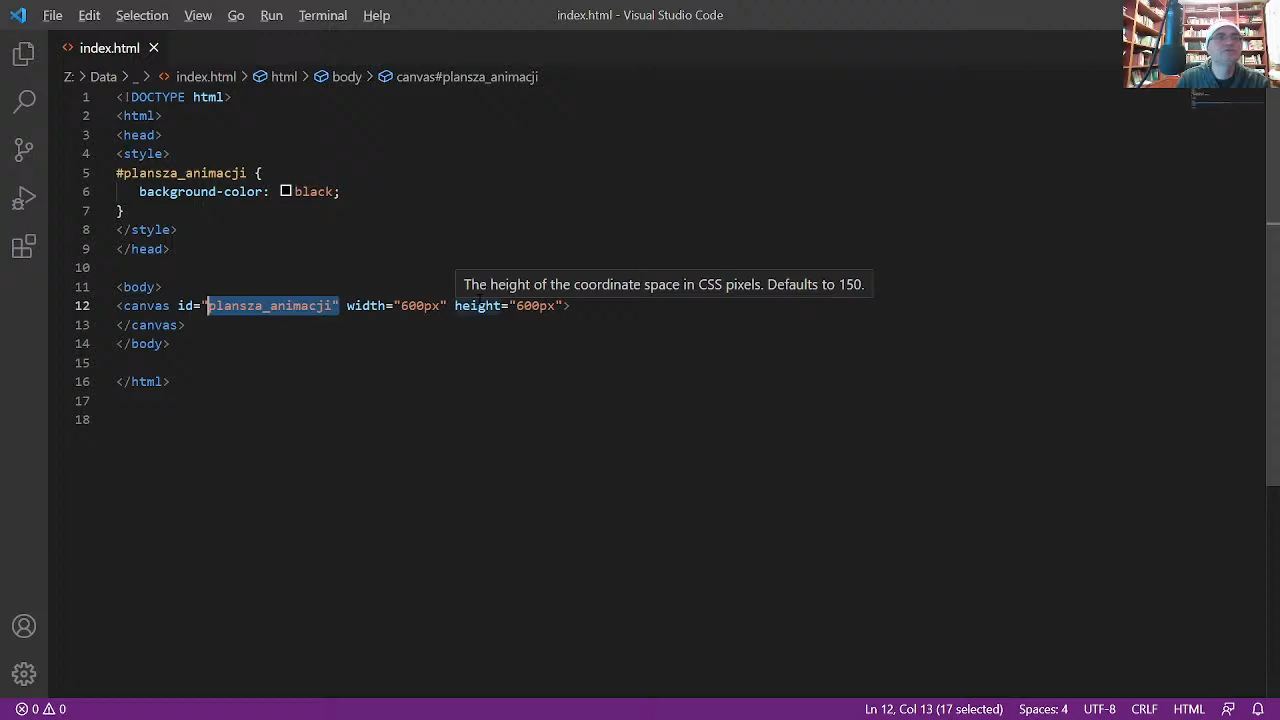 File Edit Selection View Go Run Terminal Help
index.html - Visual Studio Code
index.html
Z: > Data > _ > index.html > html > body > canvas#plansza_animacji
1 <!DOCTYPE html>
2 <html>
3 <head>
4 <style>
5 #plansza_animacji {
6 background-color: black;
7 }
8 </style>
9 </head>
10
11 <body>
The height of the coordinate space in CSS pixels. Defaults to 150.
12 <canvas id="plansza_animacji" width="600px" height="600px">
13 </canvas>
14 </body>
15
16 </html>
17
18
0 0
Ln 12, Col 13 (17 selected) Spaces: 4 UTF-8 CRLF HTML